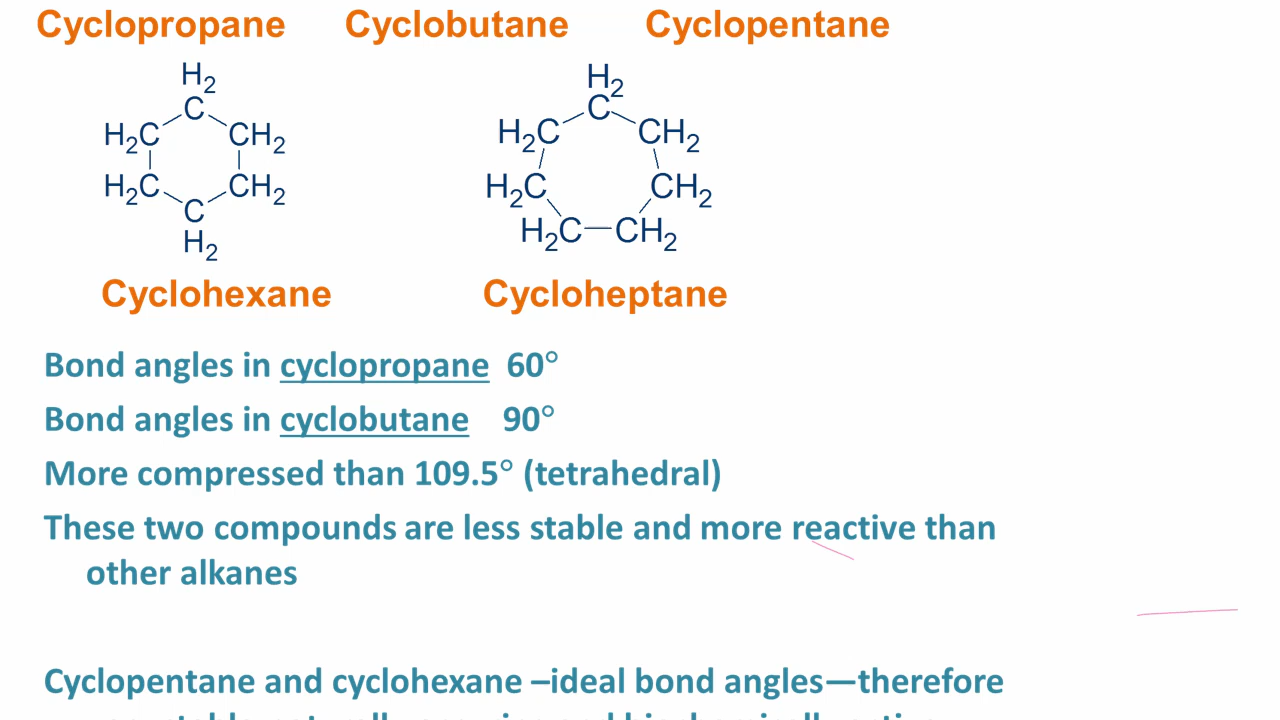 Cyclopropane Cyclobutane Cyclopentane
H2
C
H2C CH2
H2C CH2
C
H2
H2
C
H2C CH2
H2C CH2
H2C CH2
Cyclohexane Cycloheptane
Bond angles in cyclopropane 60°
Bond angles in cyclobutane 90°
More compressed than 109.5° (tetrahedral)
These two compounds are less stable and more reactive than
other alkanes
Cyclopentane and cyclohexane –ideal bond angles—therefore